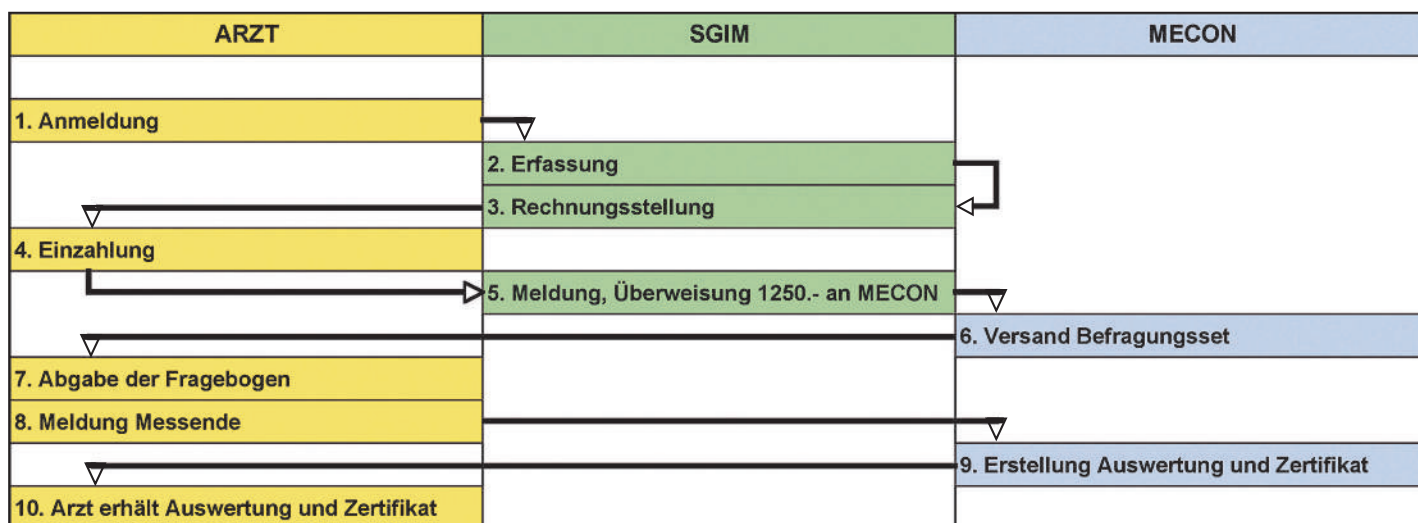 ARZT SGIM MECON
1. Anmeldung
2. Erfassung
3. Rechnungsstellung
4. Einzahlung
5. Meldung, Überweisung 1250.- an MECON
6. Versand Befragungsset
7. Abgabe der Fragebogen
8. Meldung Messende
9. Erstellung Auswertung und Zertifikat
10. Arzt erhält Auswertung und Zertifikat